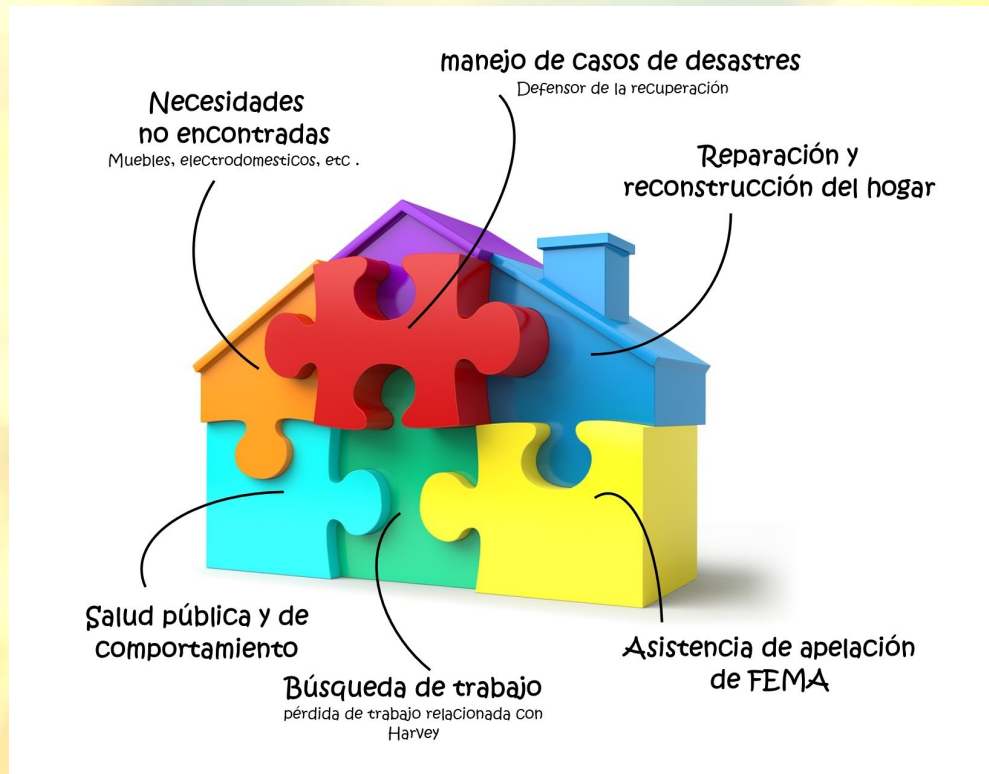 manejo de casos de desastres
Defensor de la recuperación
Necesidades
no encontradas
Muebles, electrodomesticos, etc .
Reparación y
reconstrucción del hogar
Salud pública y de
comportamiento
Búsqueda de trabajo
pérdida de trabajo relacionada con
Harvey
Asistencia de apelación
de FEMA